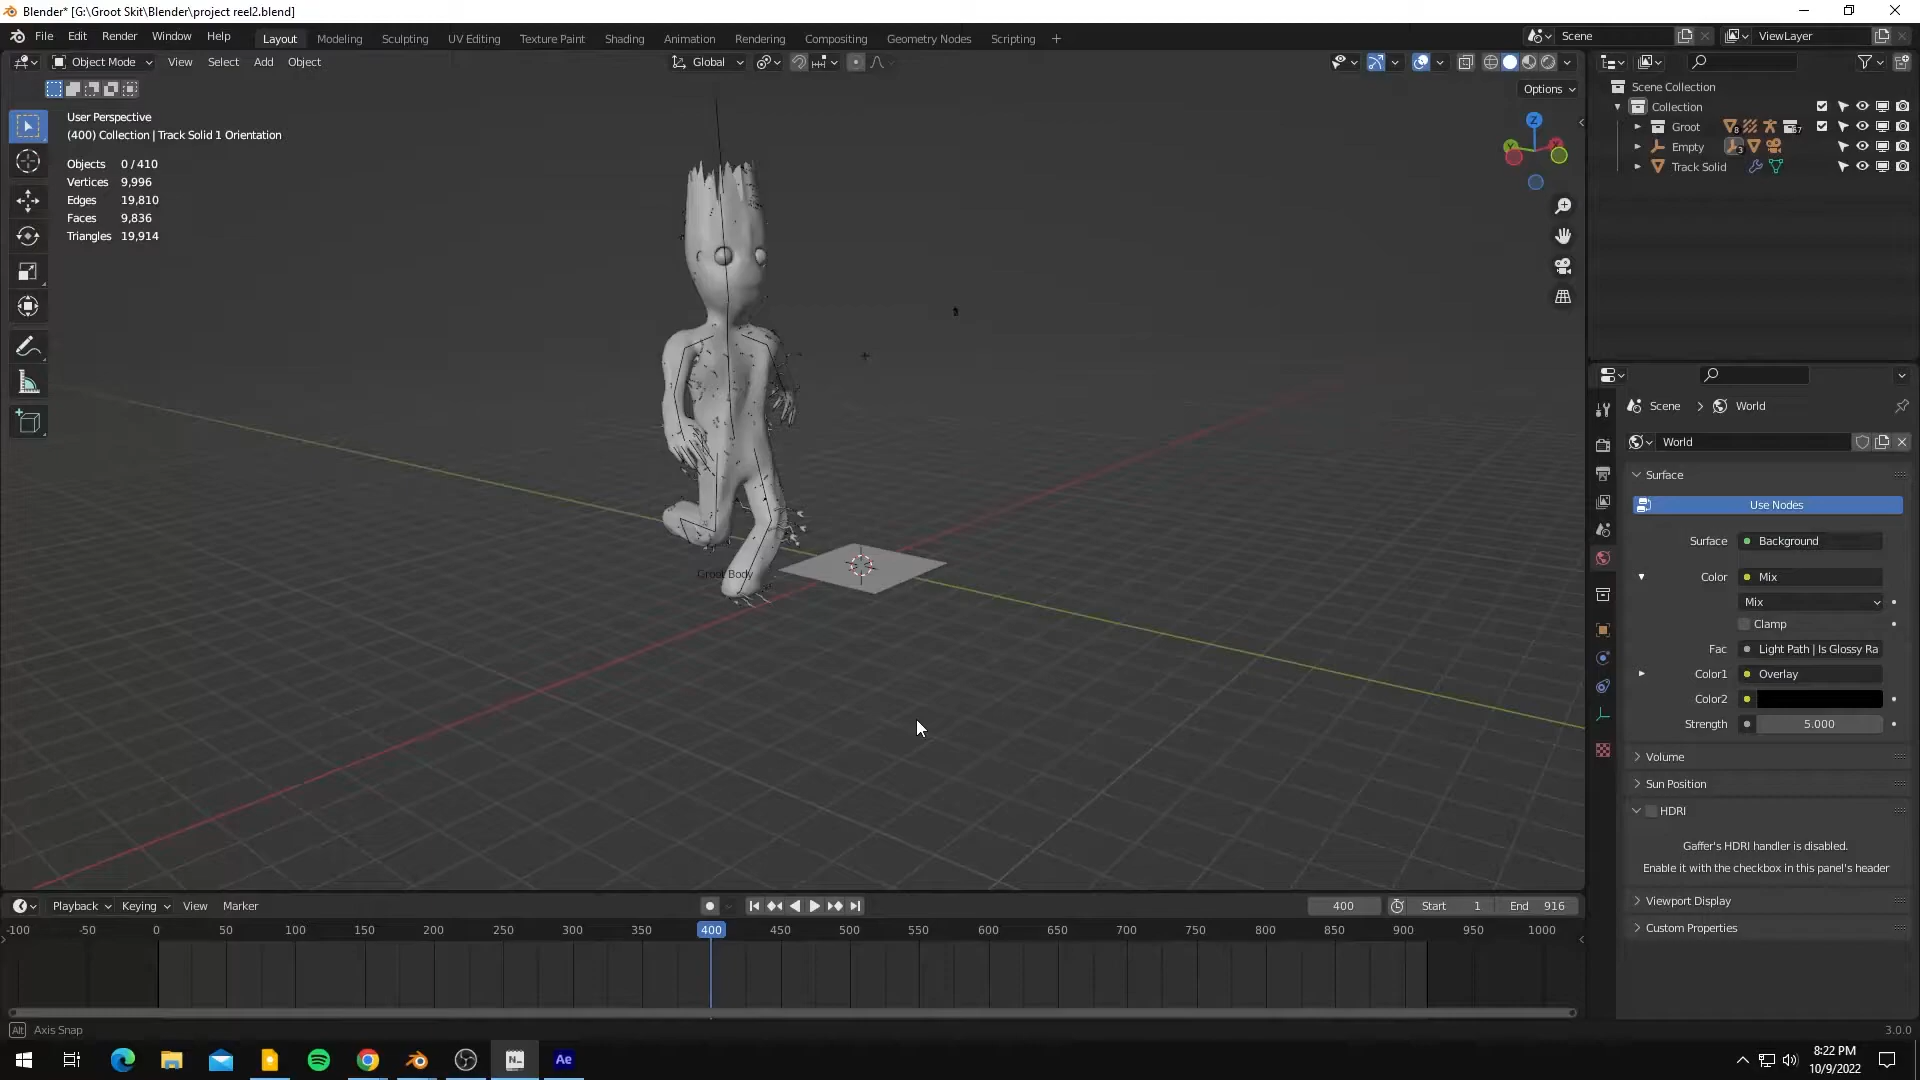 Blender* [G:\Groot Skit\Blender\project reel2.blend]
File Edit Render Window Help Layout Modeling Sculpting UV Editing Texture Paint Shading Animation Rendering Compositing Geometry Nodes Scripting + Scene ViewLayer
Object Mode View Select Add Object Global
Options
User Perspective
(400) Collection | Track Solid 1 Orientation
Objects 0 / 410
Vertices 9,996
Edges 19,810
Faces 9,836
Triangles 19,914
Z
Y
X
Groot Body
Scene Collection
Collection
Groot 8 57
Empty 3
Track Solid
Scene > World
World
Surface
Use Nodes
Surface Background
Color Mix
Mix
Clamp
Fac Light Path | Is Glossy Ra
Color1 Overlay
Color2
Strength 5.000
Volume
Sun Position
HDRI
Gaffer's HDRI handler is disabled.
Enable it with the checkbox in this panel's header
Viewport Display
Custom Properties
Playback Keying View Marker 400 Start 1 End 916
-100 -50 0 50 100 150 200 250 300 350 400 450 500 550 600 650 700 750 800 850 900 950 1000
Alt Axis Snap 3.0.0
N_ Ae
8:22 PM
10/9/2022